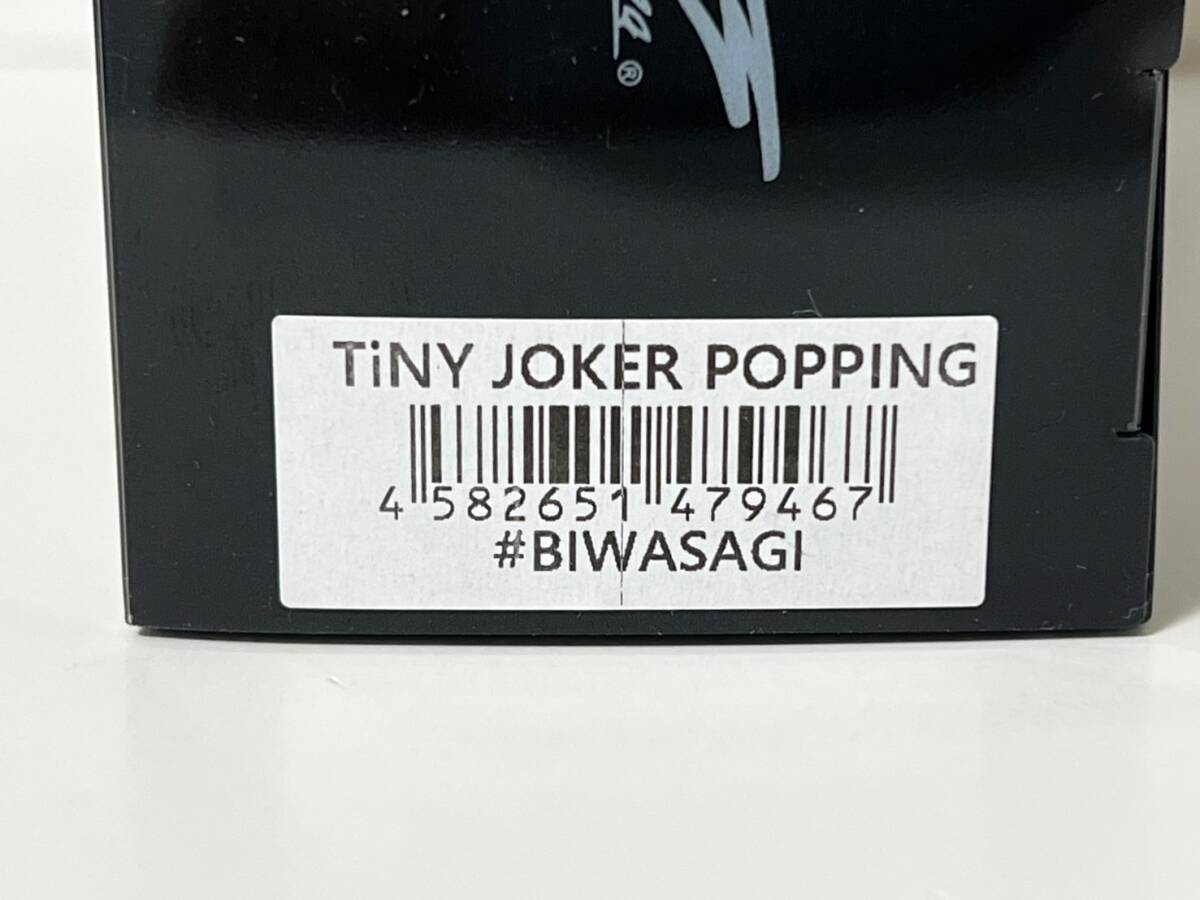 ®
TiNY JOKER POPPING
4 582651 479467
#BIWASAGI